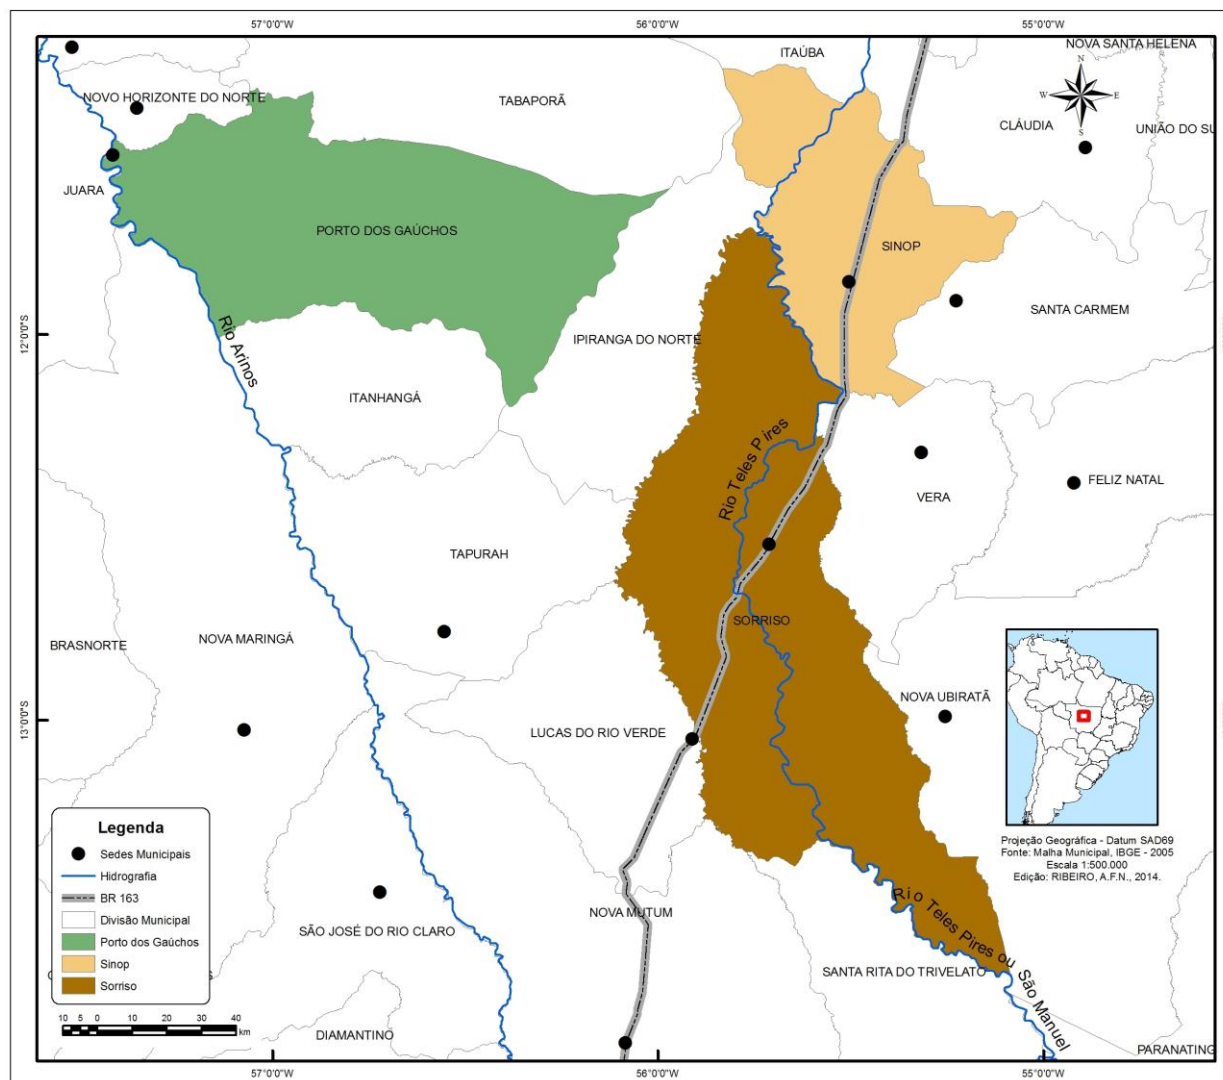 57°0'0"W
56°0'0"W
55°0'0"W
ITAÚBA
NOVA SANTA HELENA
N
NOVO HORIZONTE DO NORTE
TABAPORÃ
W
E
CLÁUDIA
UNIÃO DO SU
S
JUARA
PORTO DOS GAÚCHOS
SINOP
SANTA CARMEM
Rio Arinos
12°0'0"S
IPIRANGA DO NORTE
ITANHANGÁ
Rio Teles Pires
FELIZ NATAL
VERA
TAPURAH
SORRISO
NOVA MARINGÁ
BRASNORTE
NOVA UBIRATÃ
13°0'0"S
LUCAS DO RIO VERDE
Legenda
Sedes Municipais
Hidrografia
BR 163
Divisão Municipal
Porto dos Gaúchos
Sinop
Sorriso
10 5 0 10 20 30 40
km
Projeção Geográfica - Datum SAD69
Fonte: Malha Municipal, IBGE - 2005
Escala 1:500.000
Edição: RIBEIRO, A.F.N., 2014.
NOVA MUTUM
SÃO JOSÉ DO RIO CLARO
Rio Teles Pires ou São Manuel
SANTA RITA DO TRIVELATO
DIAMANTINO
PARANATING
57°0'0"W
56°0'0"W
55°0'0"W